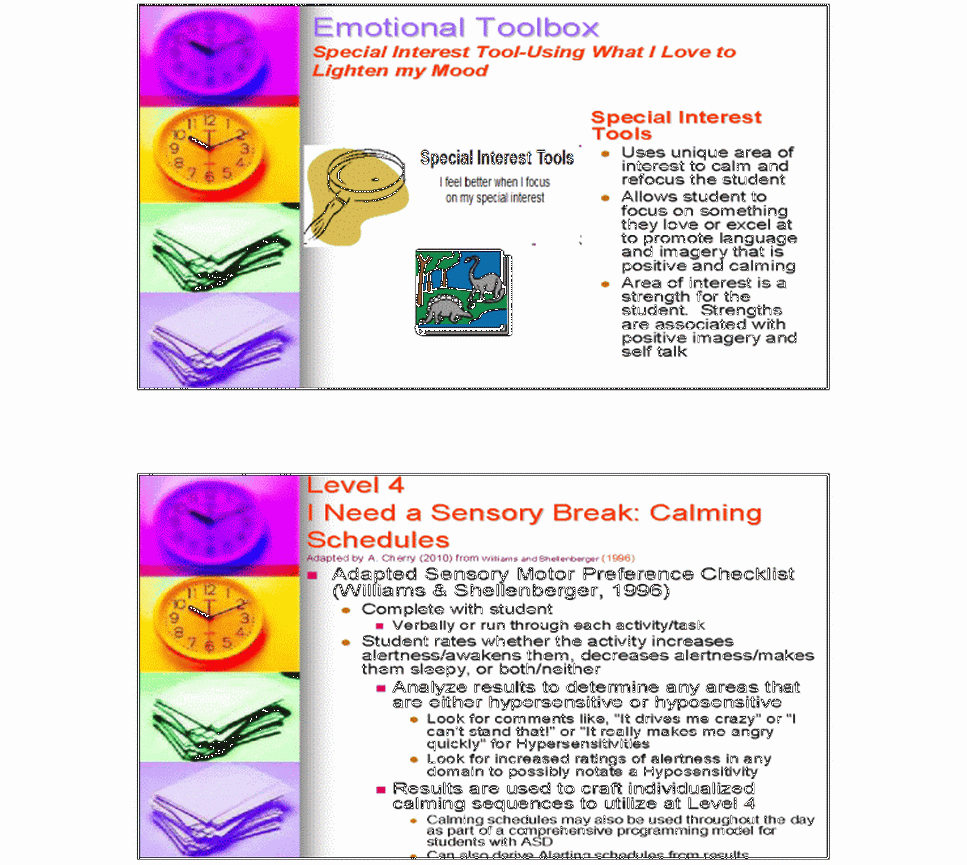 Emotional Toolbox
Special Interest Tool-Using What I Love to
Lighten my Mood
Special Interest Tools
I feel better when I focus
on my special interest
Special Interest
Tools
Uses unique area of
interest to calm and
refocus the student
Allows student to
focus on something
they love or excel at
to promote language
and imagery that is
positive and calming
Area of interest is a
strength for the
student. Strengths
are associated with
positive imagery and
self talk
Level 4
I Need a Sensory Break: Calming
Schedules
Adapted by A. Cherry (2010) from Williams and Shellenberger (1996)
Adapted Sensory Motor Preference Checklist
(Williams & Shellenberger, 1996)
Complete with student
Verbally or run through each activity/task
Student rates whether the activity increases
alertness/awakens them, decreases alertness/makes
them sleepy, or both/neither
Analyze results to determine any areas that
are either hypersensitive or hyposensitive
Look for comments like, "It drives me crazy" or "I
can't stand that!" or "It really makes me angry
quickly" for Hypersensitivities
Look for increased ratings of alertness in any
domain to possibly notate a Hyposensitivity
Results are used to craft individualized
calming sequences to utilize at Level 4
Calming schedules may also be used throughout the day
as part of a comprehensive programming model for
students with ASD
Can also derive Alerting schedules from results